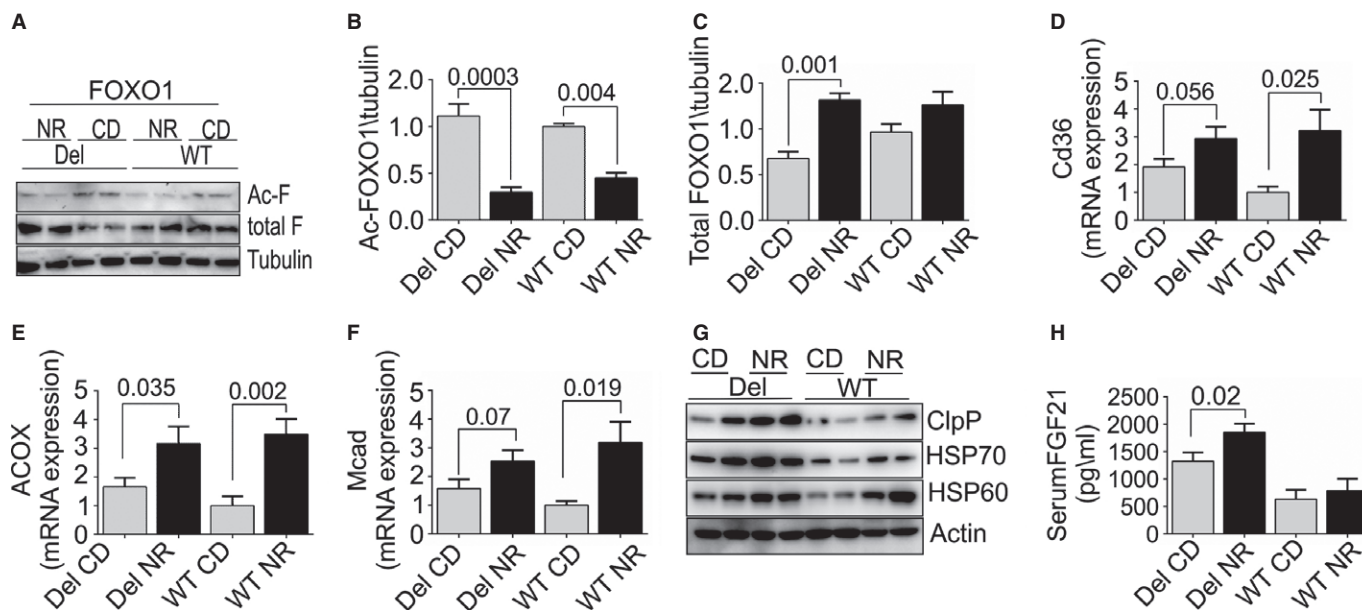 A
FOXO1
NR CD NR CD
Del WT
Ac-F
total F
Tubulin
B
Ac-FOXO1\tubulin
2.0
1.0
0.5
0.0
0.0003
0.004
Del CD
Del NR
WT CD
WT NR
C
Total FOXO1\tubulin
2.0
1.0
0.5
0.0
0.001
Del CD
Del NR
WT CD
WT NR
D
Cd36
(mRNA expression)
5
4
3
2
1
0
0.056
0.025
Del CD
Del NR
WT CD
WT NR
E
ACOX
(mRNA expression)
5
4
3
2
1
0
0.035
0.002
Del CD
Del NR
WT CD
WT NR
F
Mcad
(mRNA expression)
5
4
3
2
1
0
0.07
0.019
Del CD
Del NR
WT CD
WT NR
G
CD NR CD NR
Del WT
ClpP
HSP70
HSP60
Actin
H
SerumFGF21
(pg\ml)
2500
2000
1500
1000
500
0
0.02
Del CD
Del NR
WT CD
WT NR